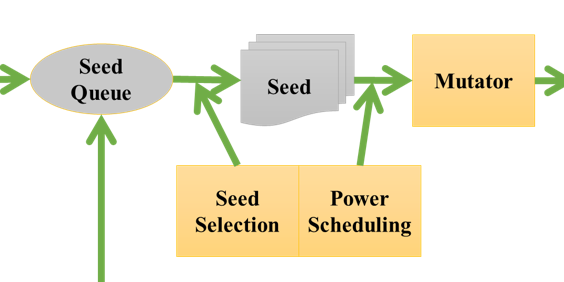 Seed
Queue
Seed
Mutator
Seed
Selection
Power
Scheduling